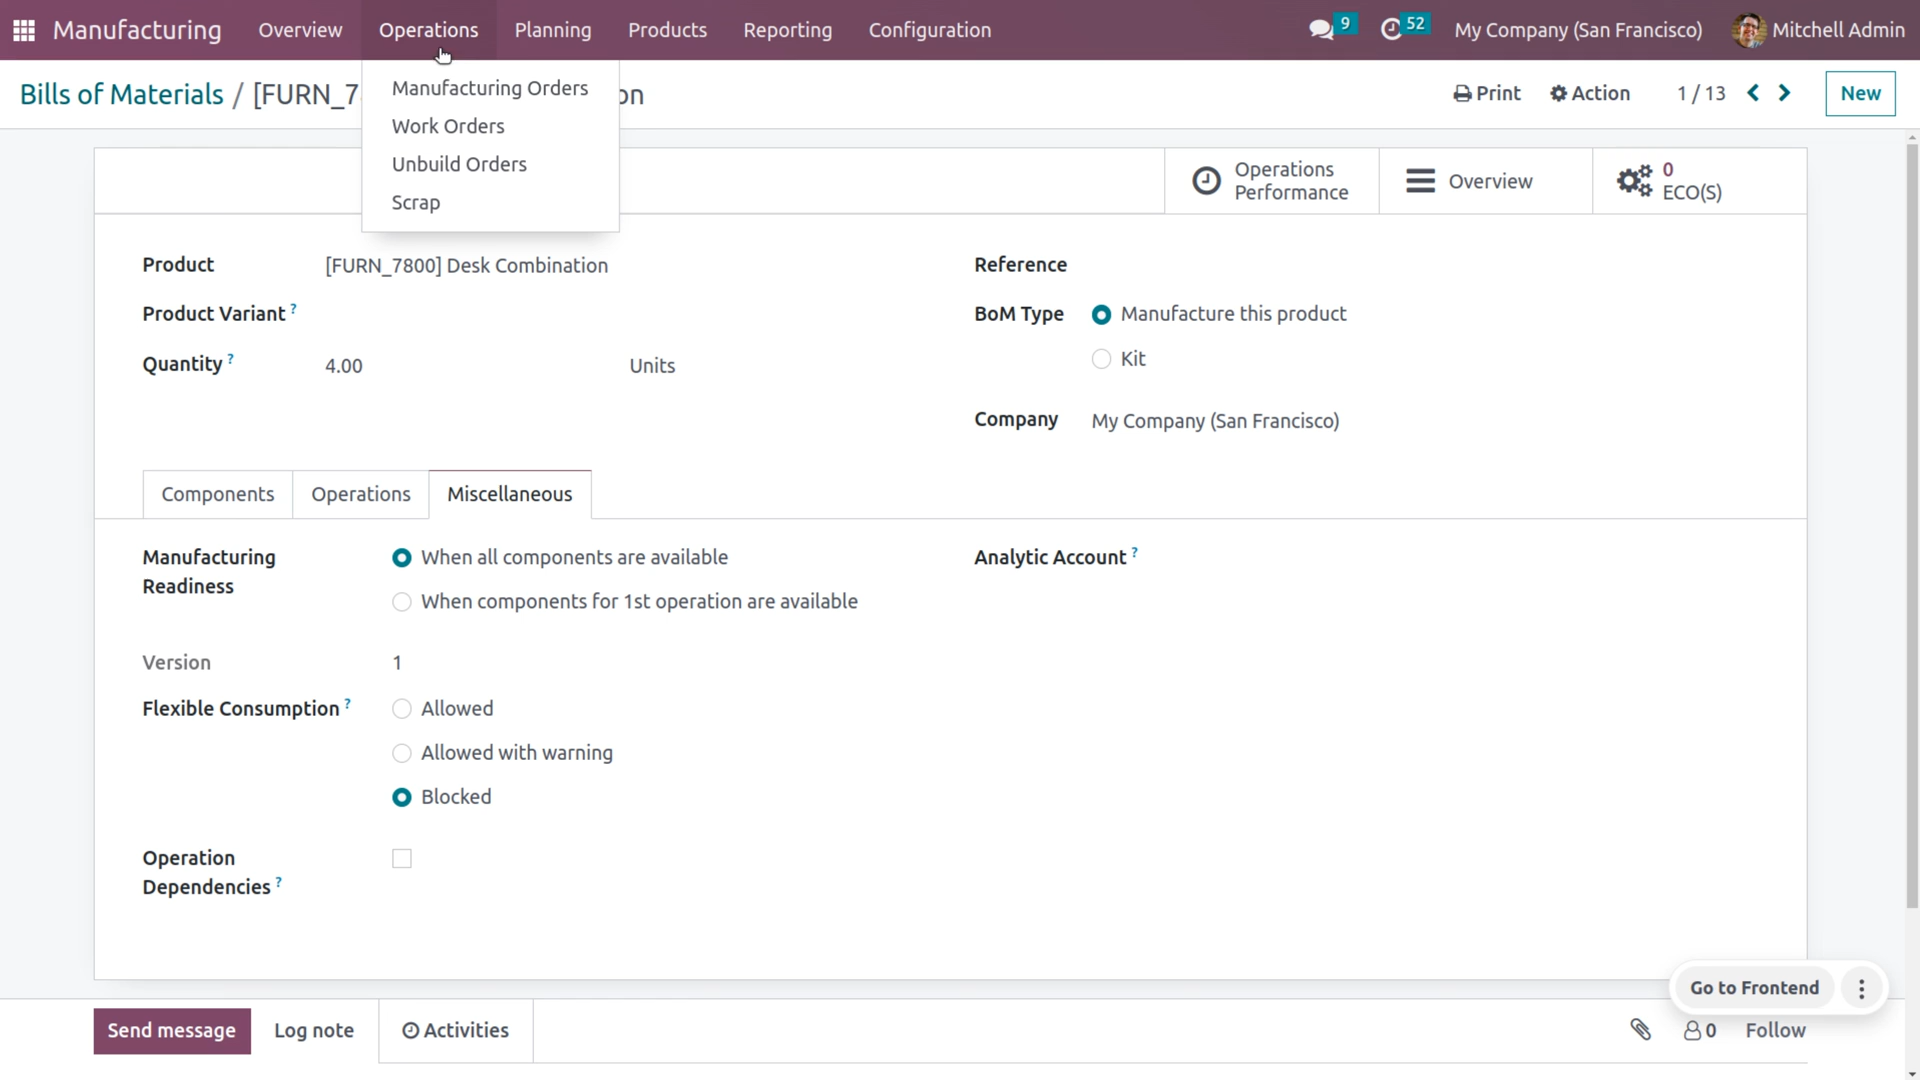 Manufacturing Overview Operations Planning Products Reporting Configuration 9 52 My Company (San Francisco) Mitchell Admin
Bills of Materials / [FURN_7 on Print Action 1 / 13 New
Manufacturing Orders
Work Orders
Unbuild Orders
Scrap
Operations Performance Overview 0 ECO(S)
Product [FURN_7800] Desk Combination Reference
Product Variant ? BoM Type Manufacture this product
Quantity ? 4.00 Units Kit
Company My Company (San Francisco)
Components Operations Miscellaneous
Manufacturing Readiness When all components are available Analytic Account ?
When components for 1st operation are available
Version 1
Flexible Consumption ? Allowed
Allowed with warning
Blocked
Operation
Dependencies ?
Go to Frontend
Send message Log note Activities 0 Follow